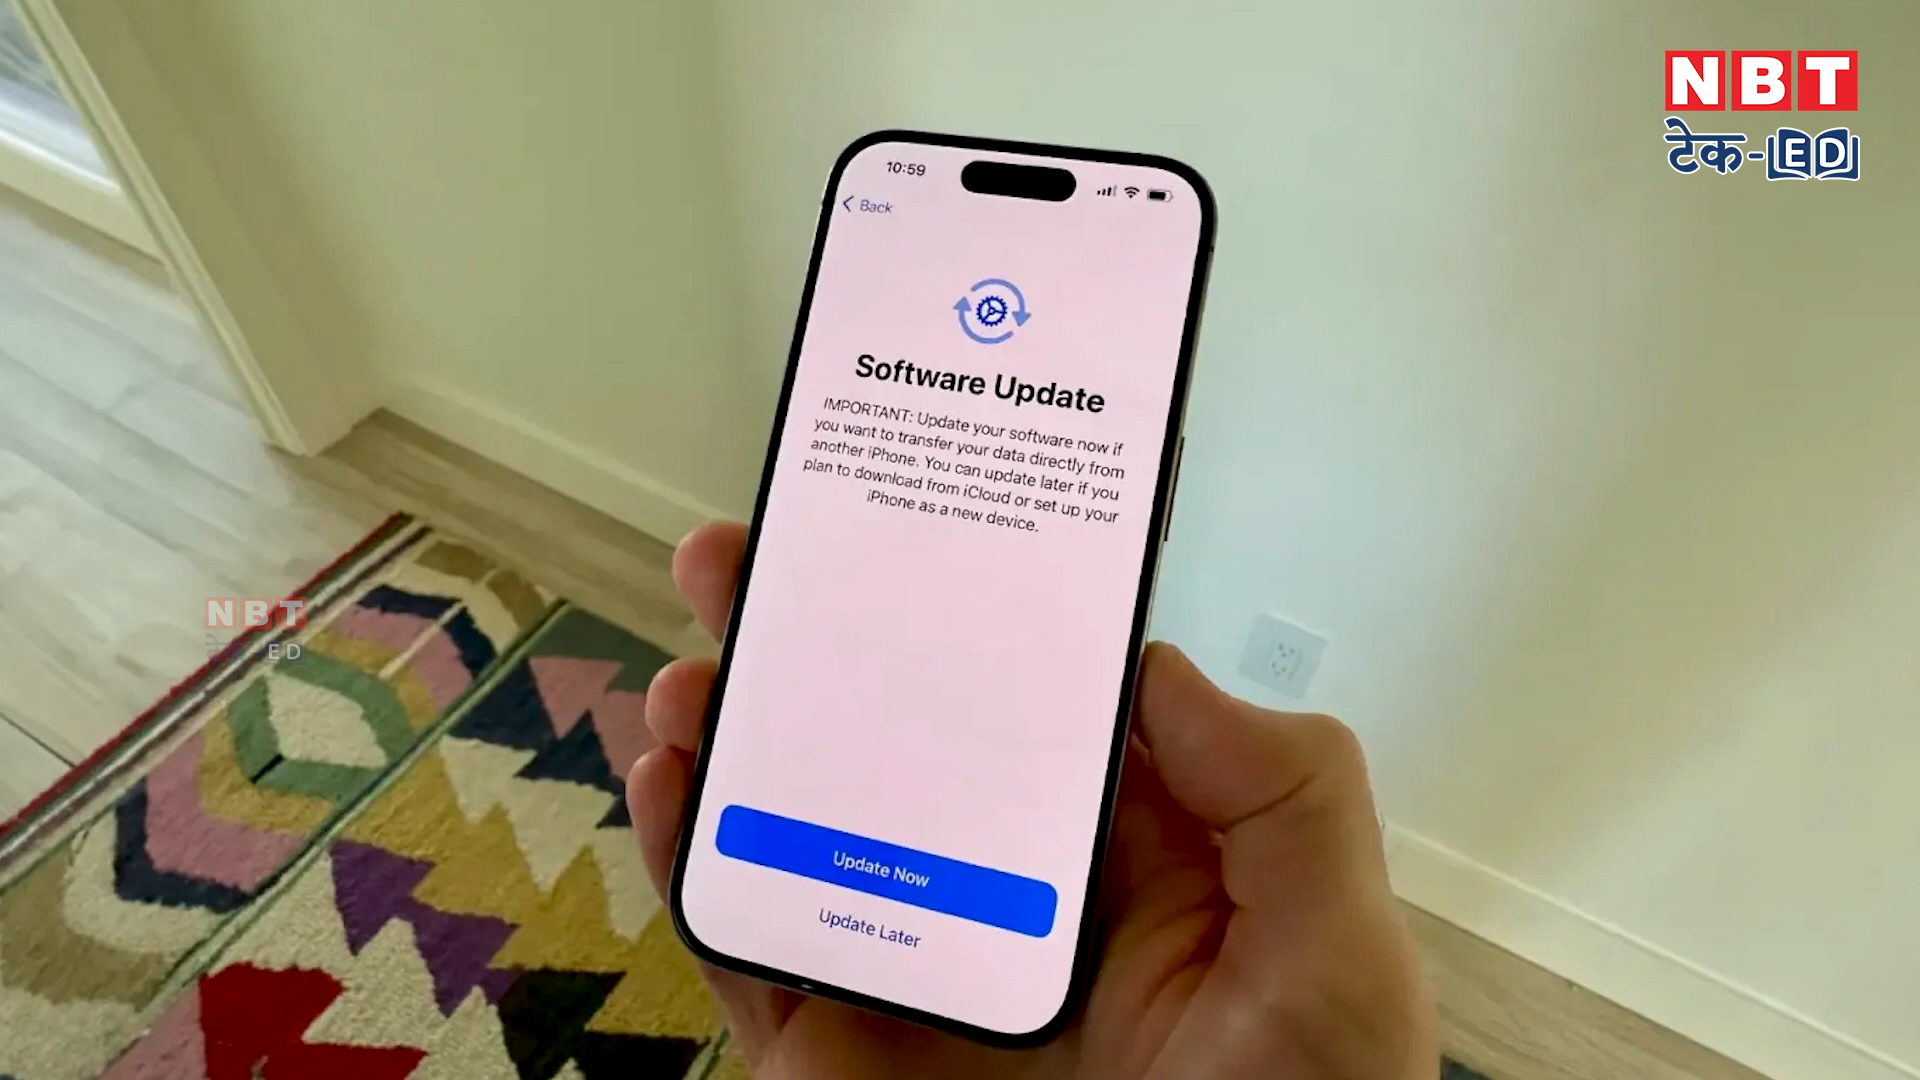 NBT
टेक-ED
10:59
Back
Software Update
IMPORTANT: Update your software now if
you want to transfer your data directly from
another iPhone. You can update later if you
plan to download from iCloud or set up your
iPhone as a new device.
NBT
ED
Update Now
Update Later